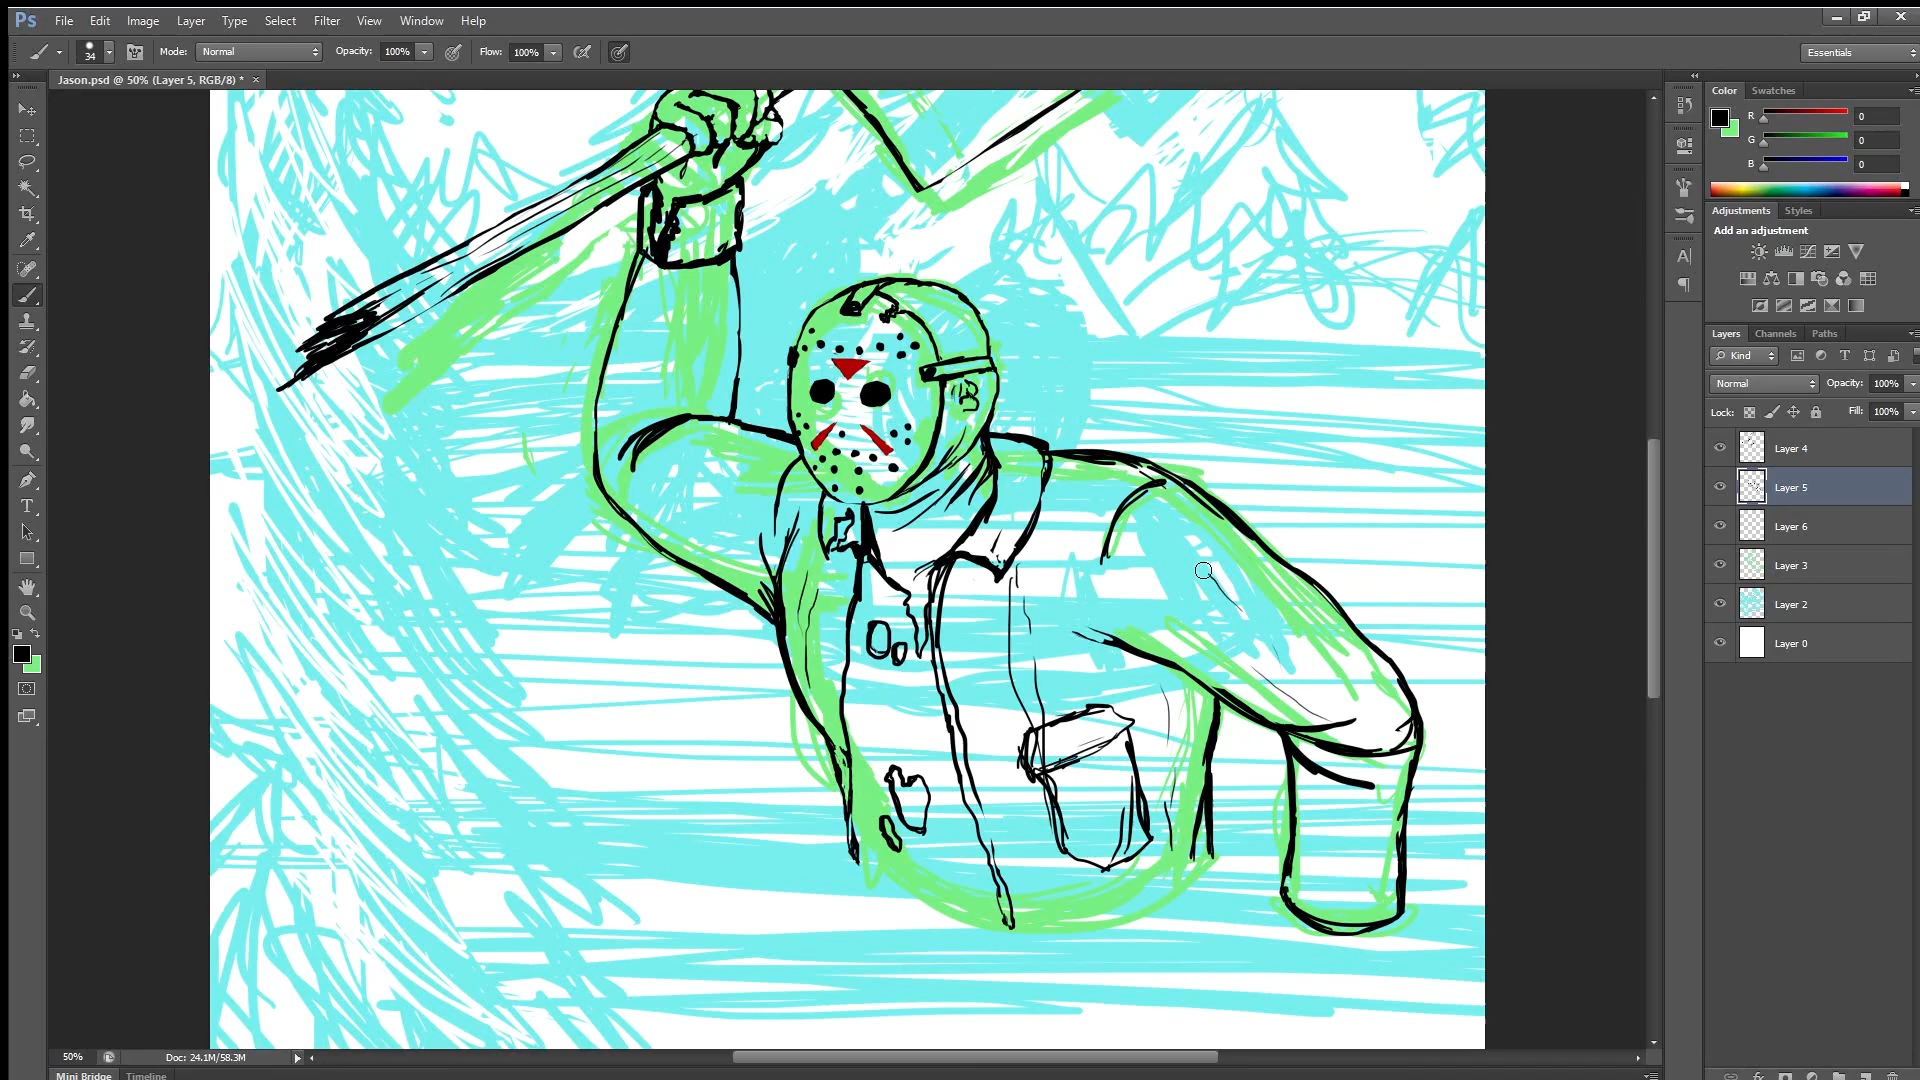 Ps File Edit Image Layer Type Select Filter View Window Help
34 Mode: Normal Opacity: 100% Flow: 100% Essentials
Jason.psd @ 50% (Layer 5, RGB/8) * ×
Color Swatches
R 0
G 0
B 0
Adjustments Styles
Add an adjustment
Layers Channels Paths
Kind
Normal Opacity: 100%
Lock: Fill: 100%
Layer 4
Layer 5
Layer 6
Layer 3
Layer 2
Layer 0
50% Doc: 24.1M/58.3M
Mini Bridge Timeline